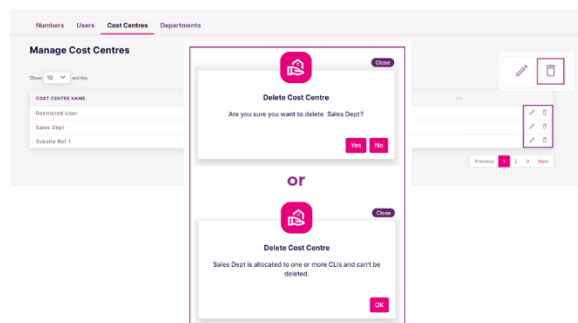 Numbers Users Cost Centres Departments
Manage Cost Centres
Show 10 entries
COST CENTRE NAME
Restricted User
Sales Dept
Subsite Ref 1
Previous 1 2 3 Next
Close
Delete Cost Centre
Are you sure you want to delete Sales Dept?
Yes No
or
Close
Delete Cost Centre
Sales Dept is allocated to one or more CLIs and can't be
deleted.
OK